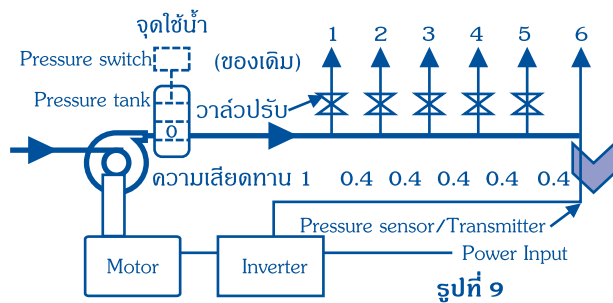 จุดใช้น้ำ 1 2 3 4 5 6
Pressure switch (ของเดิม)
Pressure tank วาล์วปรับ
0
ความเสียดทาน 1 0.4 0.4 0.4 0.4 0.4
Pressure sensor/Transmitter
Motor Inverter Power Input
รูปที่ 9